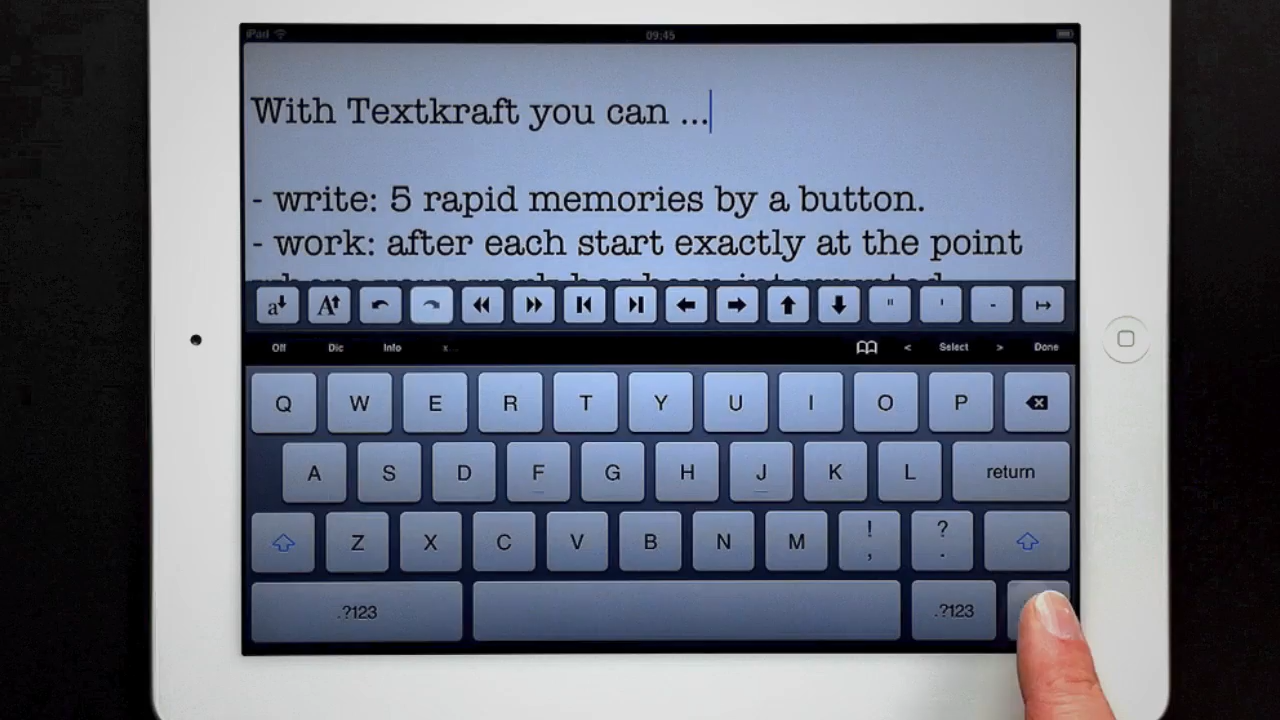 iPad 09:45
With Textkraft you can ...
- write: 5 rapid memories by a button.
- work: after each start exactly at the point
a A " ' -
Off Dic Info x... < Select > Done
Q W E R T Y U I O P
A S D F G H J K L return
Z X C V B N M ! , ? .
.?123 .?123